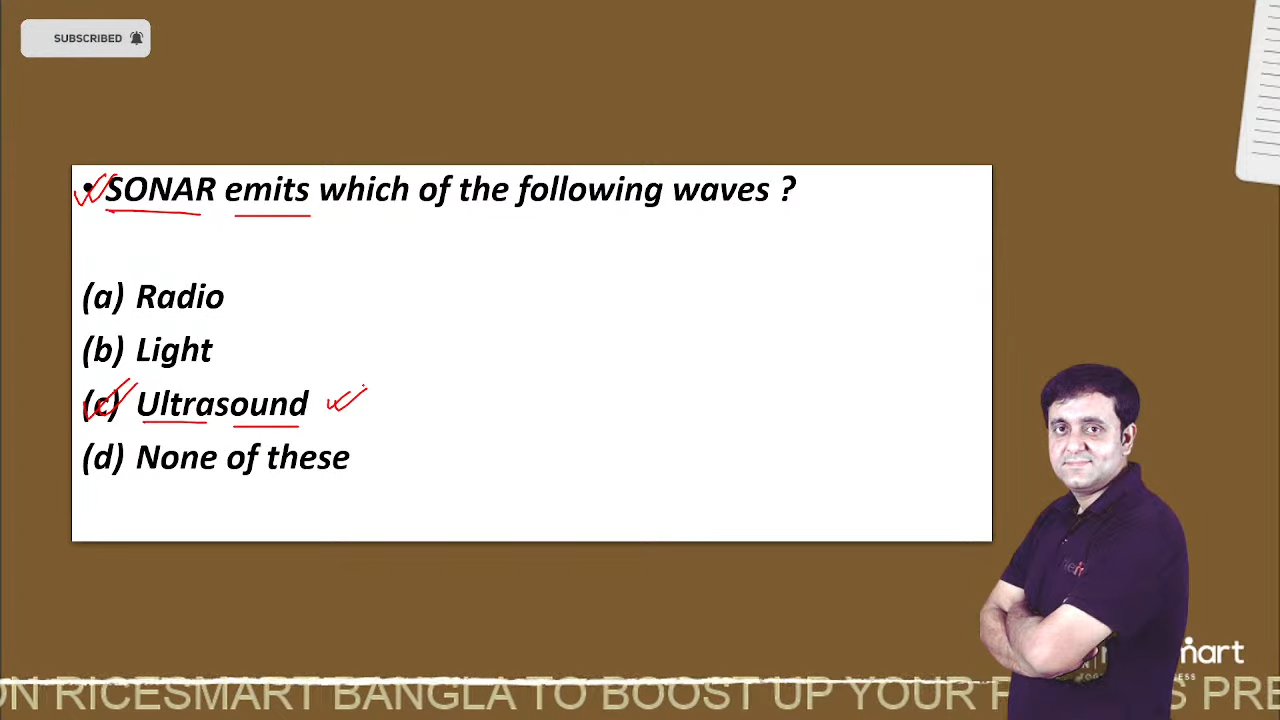 SUBSCRIBED
• SONAR emits which of the following waves ?
(a) Radio
(b) Light
(c) Ultrasound
(d) None of these
ON RICESMART BANGLA TO BOOST UP YOUR
PRE